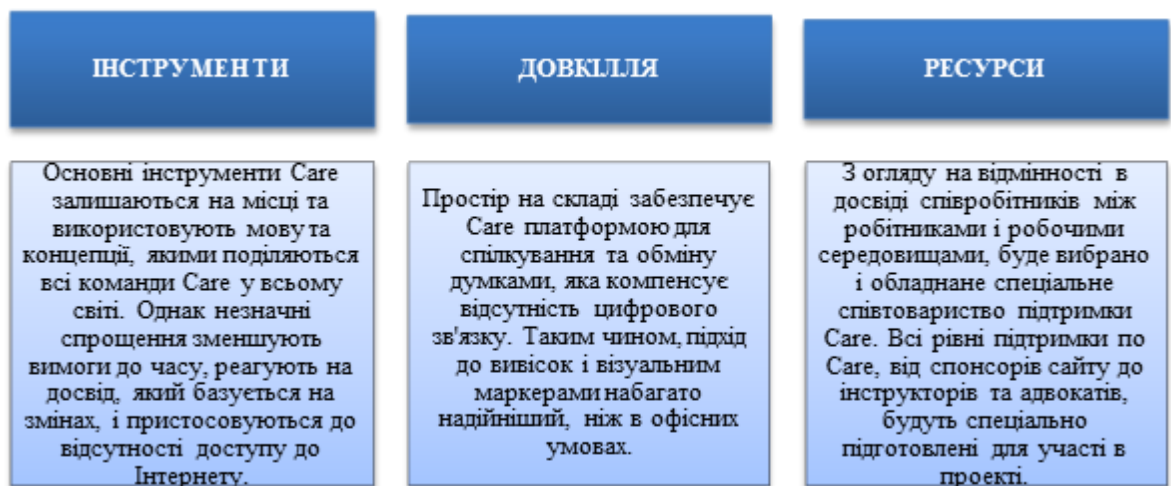 ІНСТРУМЕНТИ
Основні інструменти Care
залишаються на місці та
використовують мову та
концепції, якими поділяються
всі команди Care у всьому
світі. Однак незначні
спрощення зменшують
вимоги до часу, реагують на
досвід, який базується на
змінах, і пристосовуються до
відсутності доступу до
Інтернету.
ДОВКІЛЛЯ
Простір на складі забезпечує
Care платформою для
спілкування та обміну
думками, яка компенсує
відсутність цифрового
зв'язку. Таким чином, підхід
до вивісок і візуальним
маркерами набагато
надійніший, ніж в офісних
умовах.
РЕСУРСИ
З огляду на відмінності в
досвіді співробітників між
робітниками і робочими
середовищами, буде вибрано
і обладнане спеціальне
співтовариство підтримки
Care. Всі рівні підтримки по
Care, від спонсорів сайту до
інструкторів та адвокатів,
будуть спеціально
підготовлені для участі в
проекті.